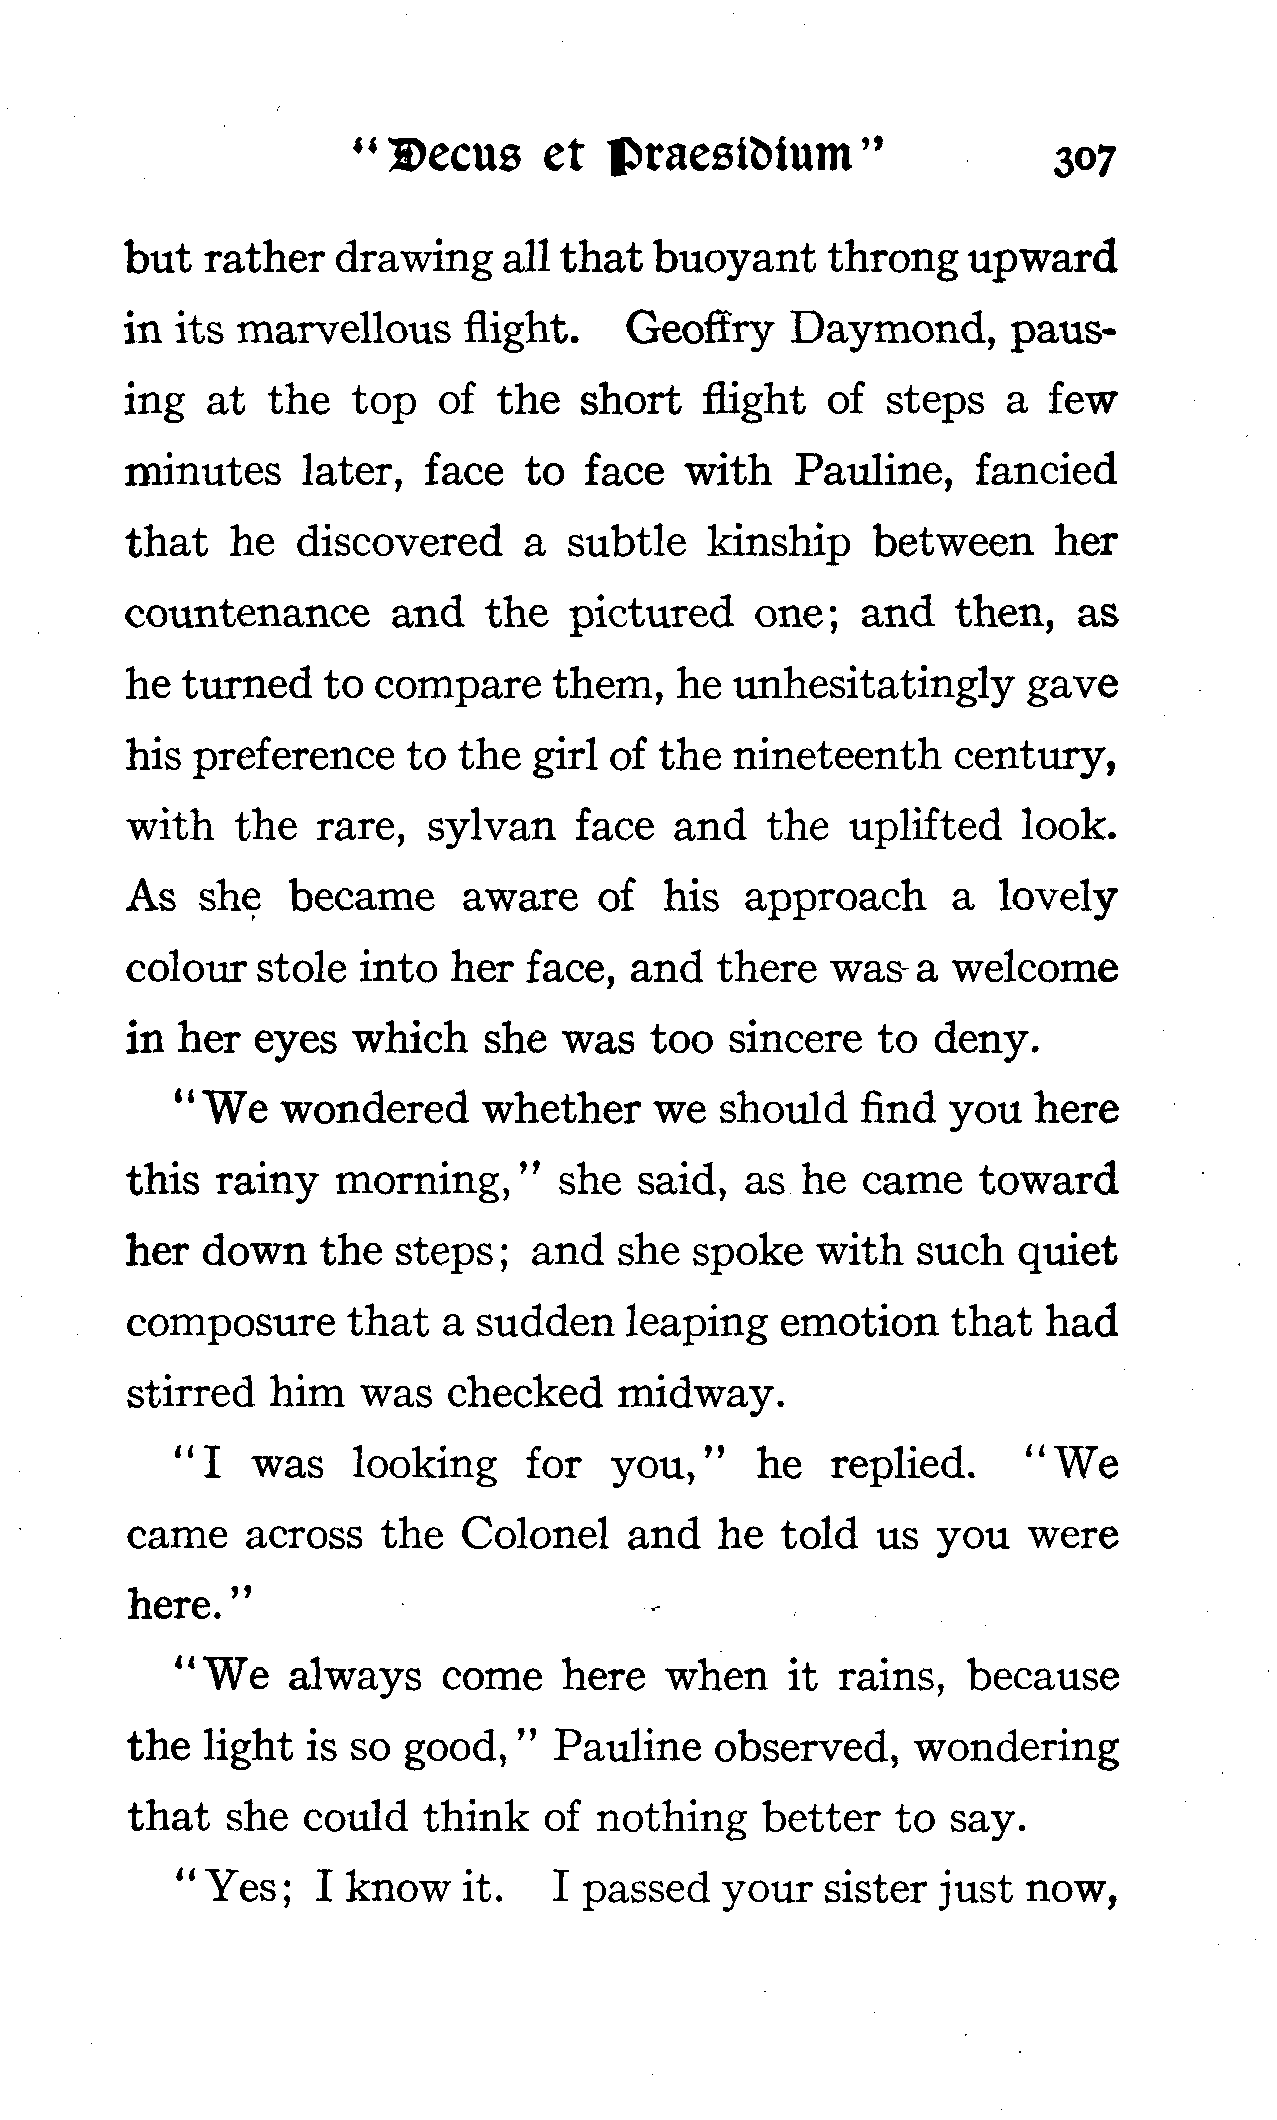 "Decus et Praesidium" 307
but rather drawing all that buoyant throng upward
in its marvellous flight. Geoffry Daymond, paus-
ing at the top of the short flight of steps a few
minutes later, face to face with Pauline, fancied
that he discovered a subtle kinship between her
countenance and the pictured one; and then, as
he turned to compare them, he unhesitatingly gave
his preference to the girl of the nineteenth century,
with the rare, sylvan face and the uplifted look.
As she became aware of his approach a lovely
colour stole into her face, and there was a welcome
in her eyes which she was too sincere to deny.
"We wondered whether we should find you here
this rainy morning," she said, as he came toward
her down the steps; and she spoke with such quiet
composure that a sudden leaping emotion that had
stirred him was checked midway.
"I was looking for you," he replied. "We
came across the Colonel and he told us you were
here."
"We always come here when it rains, because
the light is so good," Pauline observed, wondering
that she could think of nothing better to say.
"Yes; I know it. I passed your sister just now,